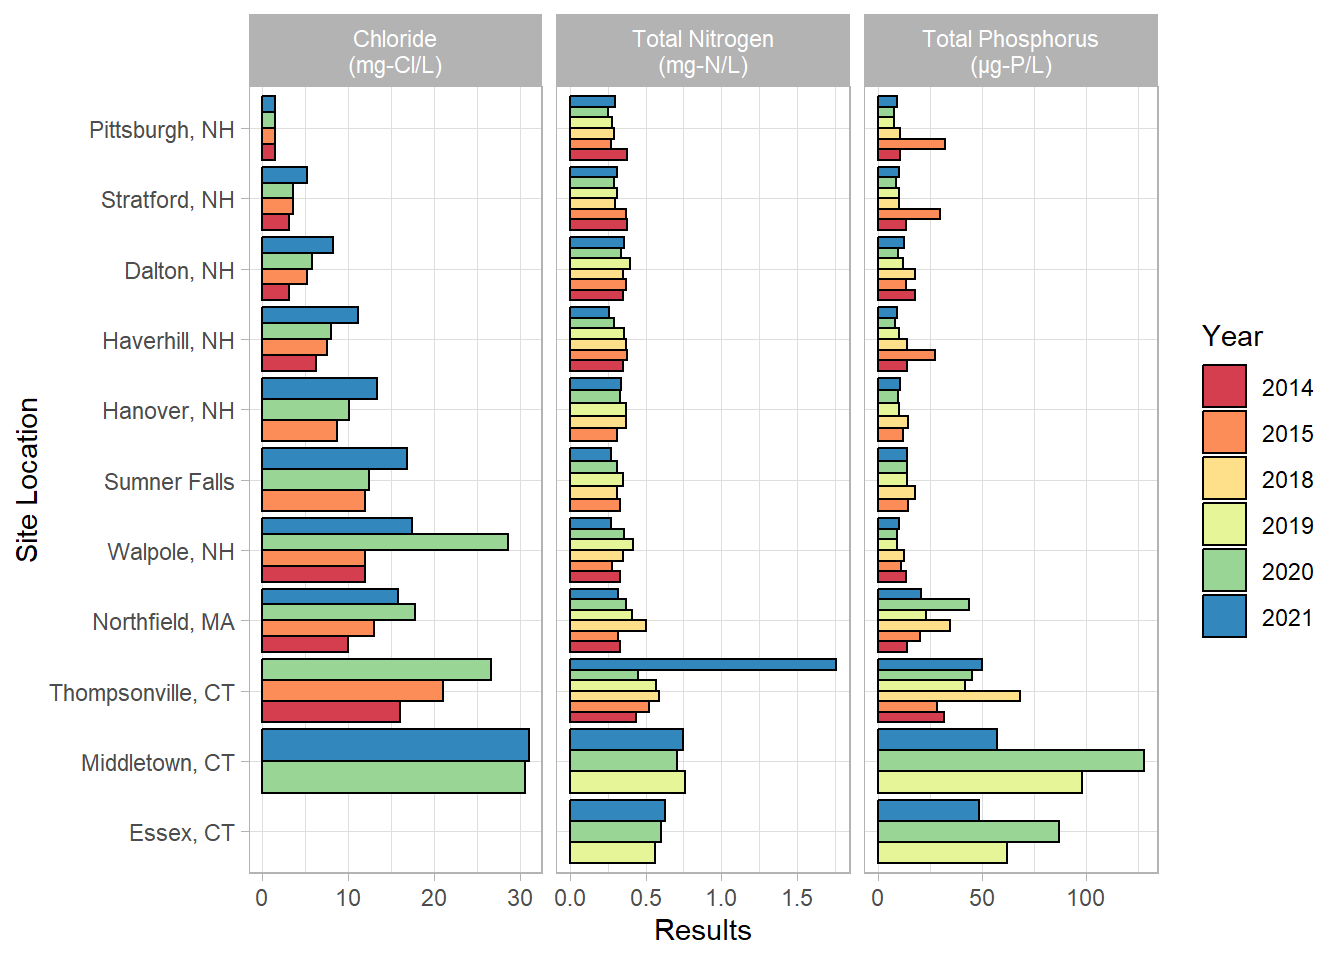 Chloride
(mg-Cl/L)
Total Nitrogen
(mg-N/L)
Total Phosphorus
(µg-P/L)
Site Location
Pittsburgh, NH
Stratford, NH
Dalton, NH
Haverhill, NH
Hanover, NH
Sumner Falls
Walpole, NH
Northfield, MA
Thompsonville, CT
Middletown, CT
Essex, CT
0 10 20 30
0.0 0.5 1.0 1.5
0 50 100
Results
Year
2014
2015
2018
2019
2020
2021